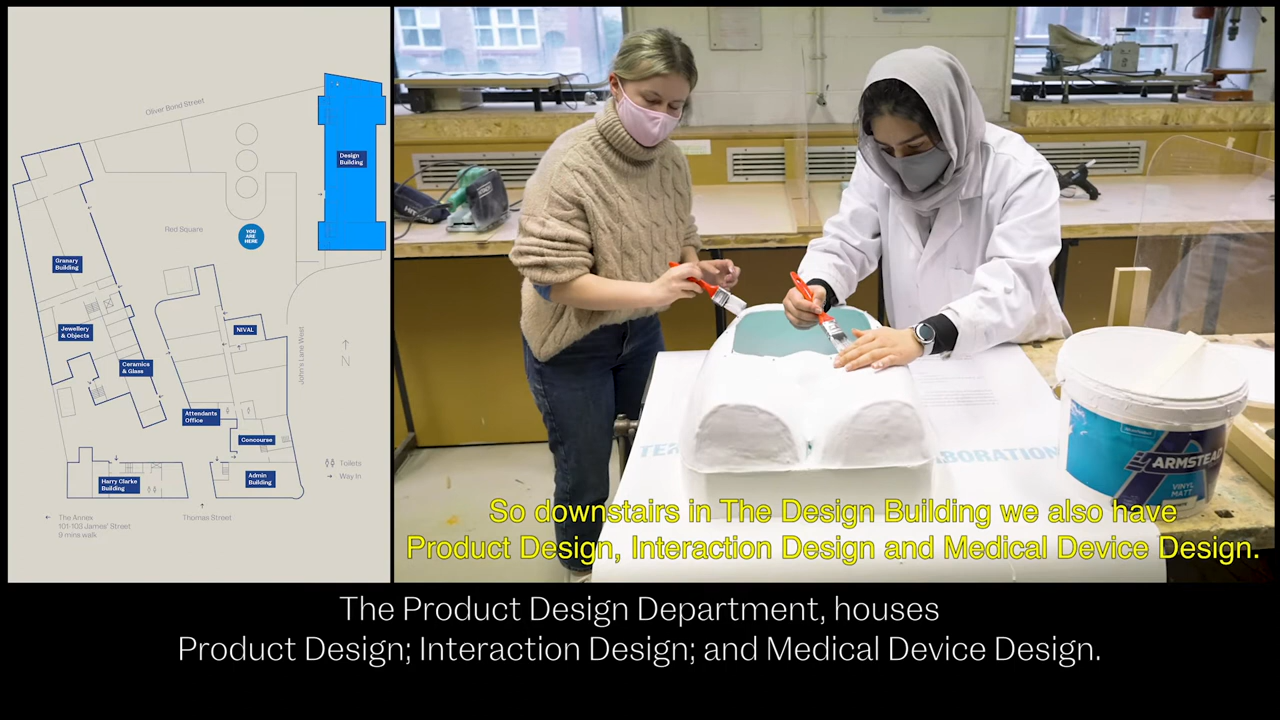 Oliver Bond Street
Design
Building
Red Square
YOU
ARE
HERE
Granary
Building
Jewellery
& Objects
NIVAL
Ceramics
& Glass
John's Lane West
N
Attendants
Office
Concourse
Toilets
Way In
Harry Clarke
Building
Admin
Building
The Annex
101-103 James' Street
9 mins walk
Thomas Street
ARMSTEAD
VINYL
MATT
So downstairs in The Design Building we also have
Product Design, Interaction Design and Medical Device Design.
The Product Design Department, houses
Product Design; Interaction Design; and Medical Device Design.